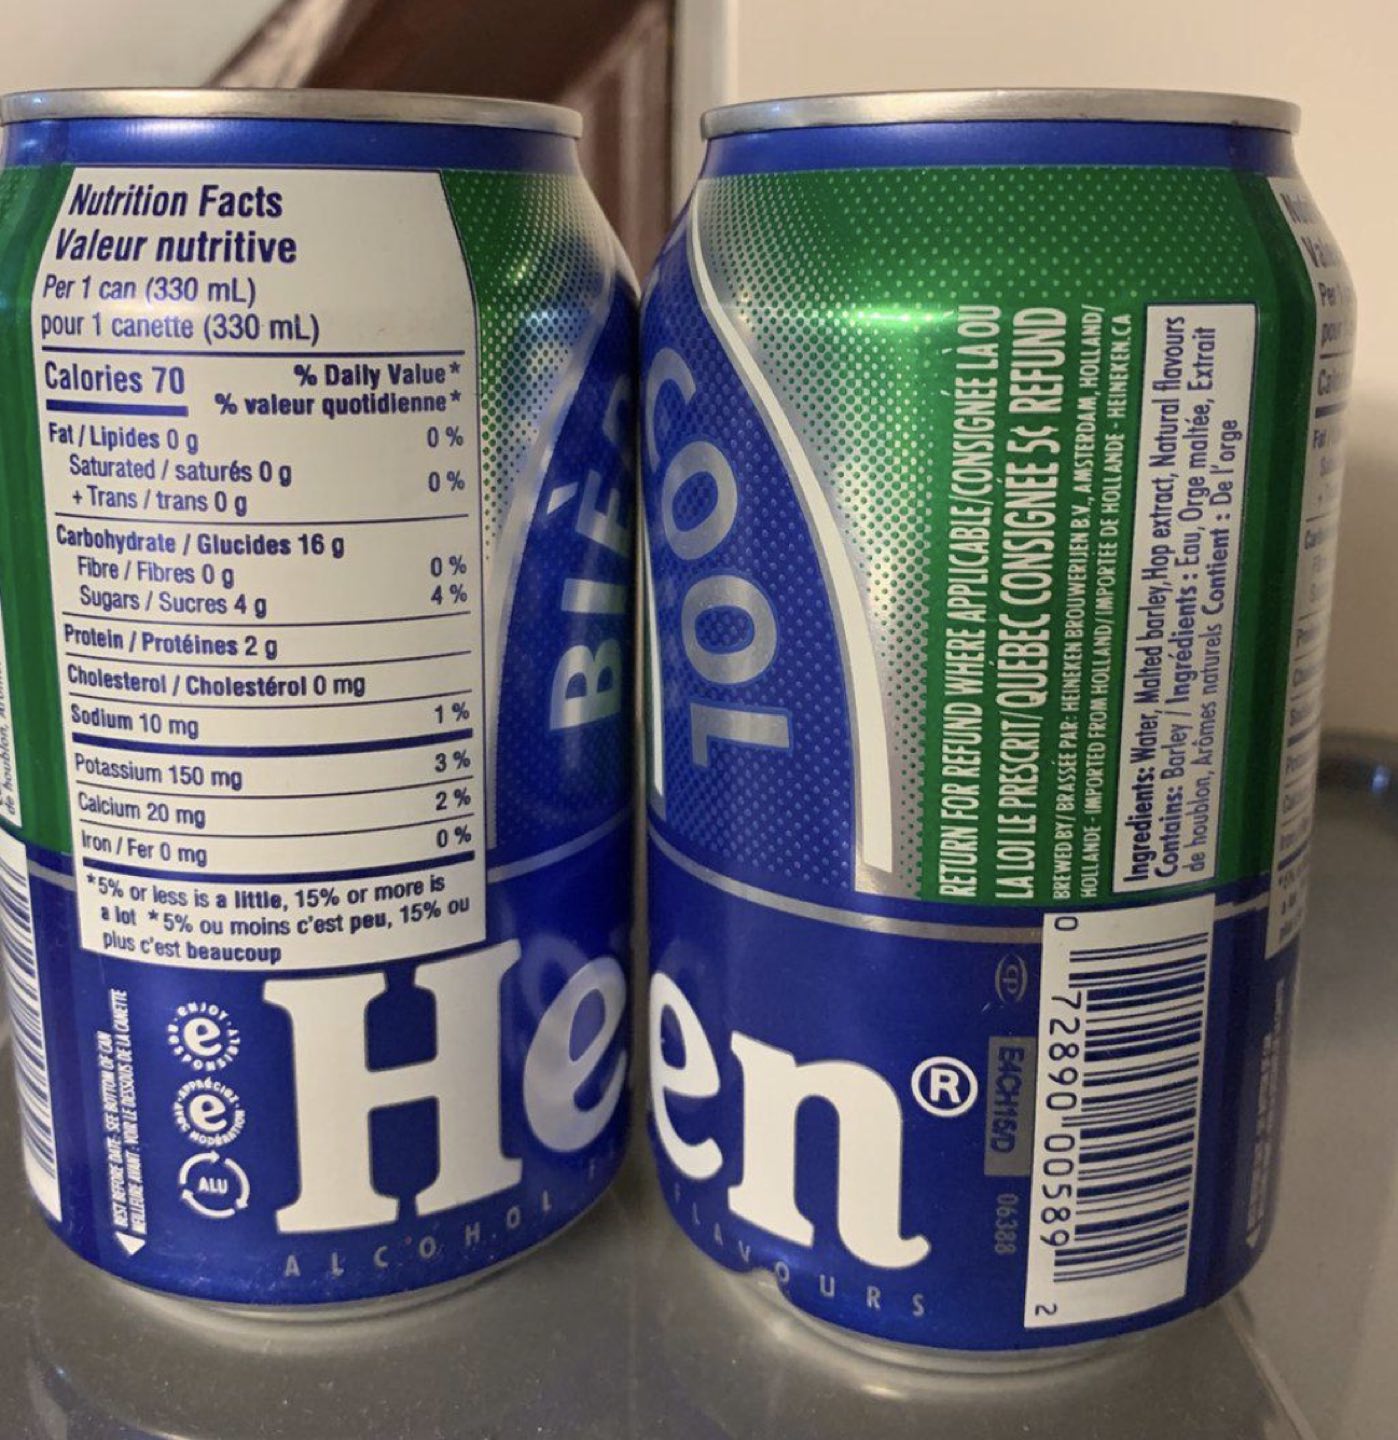 Nutrition Facts
Valeur nutritive
Per 1 can (330 mL)
pour 1 canette (330 mL)
Calories 70
% Daily Value*
% valeur quotidienne*
Fat / Lipides 0 g 0 %
Saturated / saturés 0 g
+ Trans / trans 0 g 0 %
Carbohydrate / Glucides 16 g
Fibre / Fibres 0 g 0 %
Sugars / Sucres 4 g 4 %
Protein / Protéines 2 g
Cholesterol / Cholestérol 0 mg
Sodium 10 mg 1 %
Potassium 150 mg 3 %
Calcium 20 mg 2 %
Iron / Fer 0 mg 0 %
*5% or less is a little, 15% or more is
a lot *5% ou moins c'est peu, 15% ou
plus c'est beaucoup
BEST BEFORE DATE: SEE BOTTOM OF CAN
MEILLEURE AVANT: VOIR LE DESSOUS DE LA CANETTE
ALU
He
ALCOHOL
BIÈ
100
RETURN FOR REFUND WHERE APPLICABLE/CONSIGNÉE LÀ OÙ
LA LOI LE PRESCRIT/QUÉBEC CONSIGNÉE 5¢ REFUND
BREWED BY/BRASSÉE PAR: HEINEKEN BROUWERIJEN B.V., AMSTERDAM, HOLLAND/
HOLLANDE - IMPORTED FROM HOLLAND/IMPORTÉE DE HOLLANDE - HEINEKEN.CA
Ingredients: Water, Malted barley, Hop extract, Natural flavours
Contains: Barley / Ingrédients : Eau, Orge maltée, Extrait
de houblon, Arômes naturels Contient : De l'orge
en®
FLAVOURS
E4CH15/D
06388
0 72890 00589 2